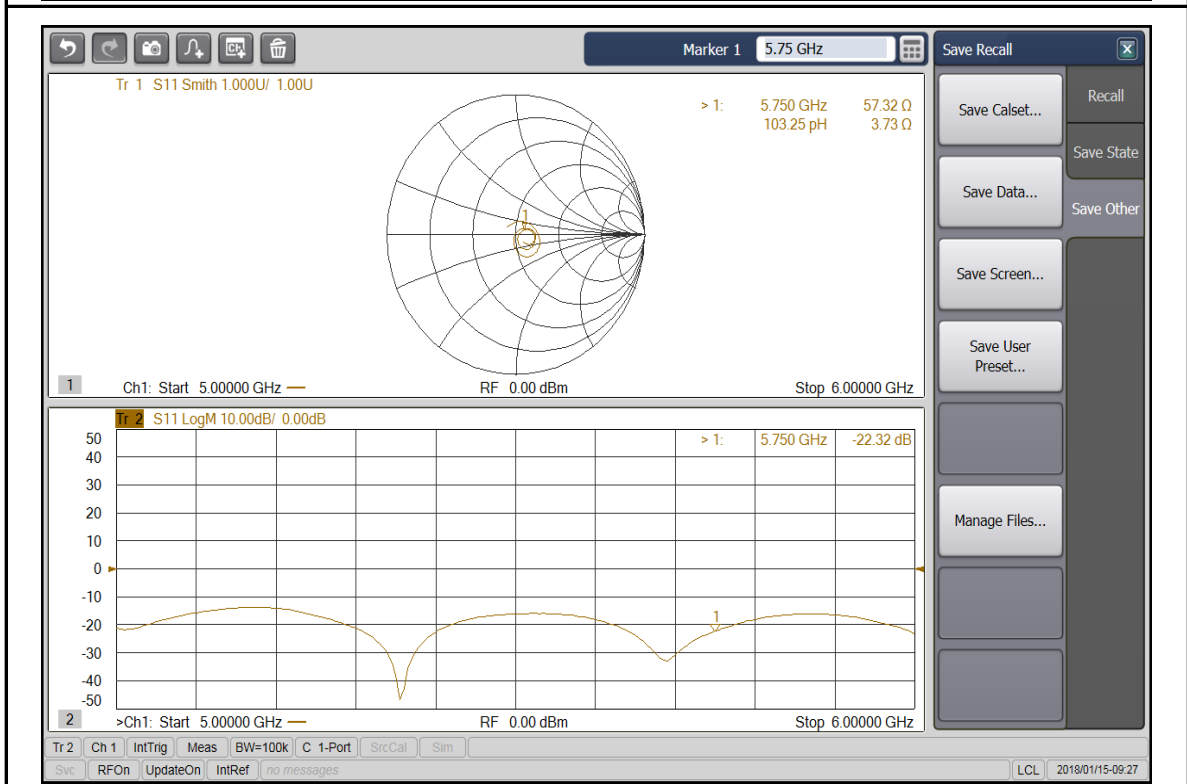 Marker 1 5.75 GHz
Save Recall
Tr 1 S11 Smith 1.000U/ 1.00U
> 1: 5.750 GHz 57.32 Ω
103.25 pH 3.73 Ω
1
1 Ch1: Start 5.00000 GHz RF 0.00 dBm Stop 6.00000 GHz
Tr 2 S11 LogM 10.00dB/ 0.00dB
> 1: 5.750 GHz -22.32 dB
50
40
30
20
10
0
-10
-20
-30
-40
-50
1
2 >Ch1: Start 5.00000 GHz RF 0.00 dBm Stop 6.00000 GHz
Save Calset...
Save Data...
Save Screen...
Save User
Preset...
Manage Files...
Recall
Save State
Save Other
Tr 2 Ch 1 IntTrig Meas BW=100k C 1-Port SrcCal Sim
Svc RFOn UpdateOn IntRef no messages LCL 2018/01/15-09:27